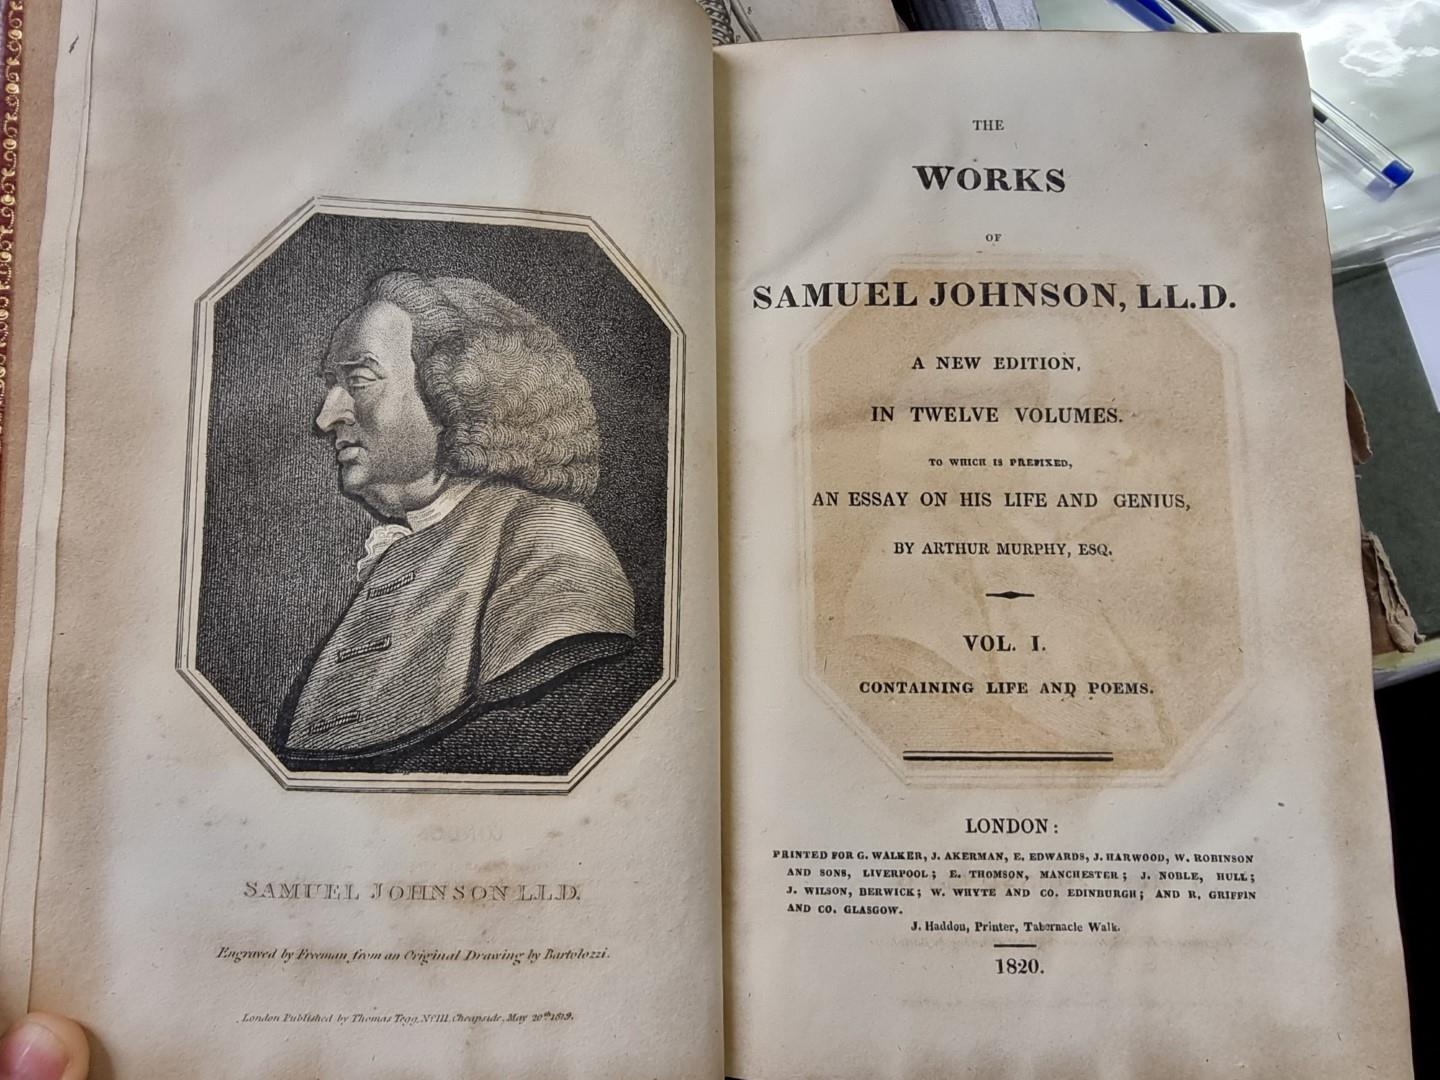 SAMUEL JOHNSON LL.D.
Engraved by Freeman from an Original Drawing by Bartolozzi.
London Published by Thomas Tegg, No. 111, Cheapside, May 20th 1819.
THE
WORKS
OF
SAMUEL JOHNSON, LL.D.
A NEW EDITION,
IN TWELVE VOLUMES.
TO WHICH IS PREFIXED,
AN ESSAY ON HIS LIFE AND GENIUS,
BY ARTHUR MURPHY, ESQ.
VOL. I.
CONTAINING LIFE AND POEMS.
LONDON:
PRINTED FOR G. WALKER, J. AKERMAN, E. EDWARDS, J. HARWOOD, W. ROBINSON
AND SONS, LIVERPOOL; E. THOMSON, MANCHESTER; J. NOBLE, HULL;
J. WILSON, BERWICK; W. WHYTE AND CO. EDINBURGH; AND R. GRIFFIN
AND CO. GLASGOW.
J. Haddon, Printer, Tabernacle Walk.
1820.